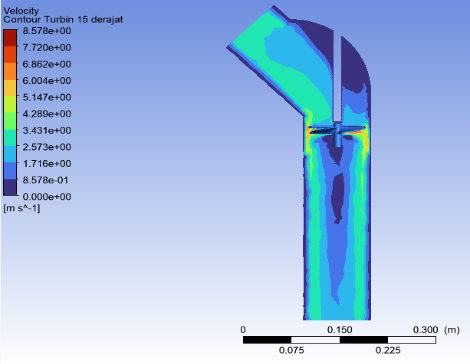 Velocity
Contour Turbin 15 derajat
8.578e+00
7.720e+00
6.862e+00
6.004e+00
5.147e+00
4.289e+00
3.431e+00
2.573e+00
1.716e+00
8.578e-01
0.000e+00
[m s^-1]
0 0.150 0.300 (m)
0.075 0.225